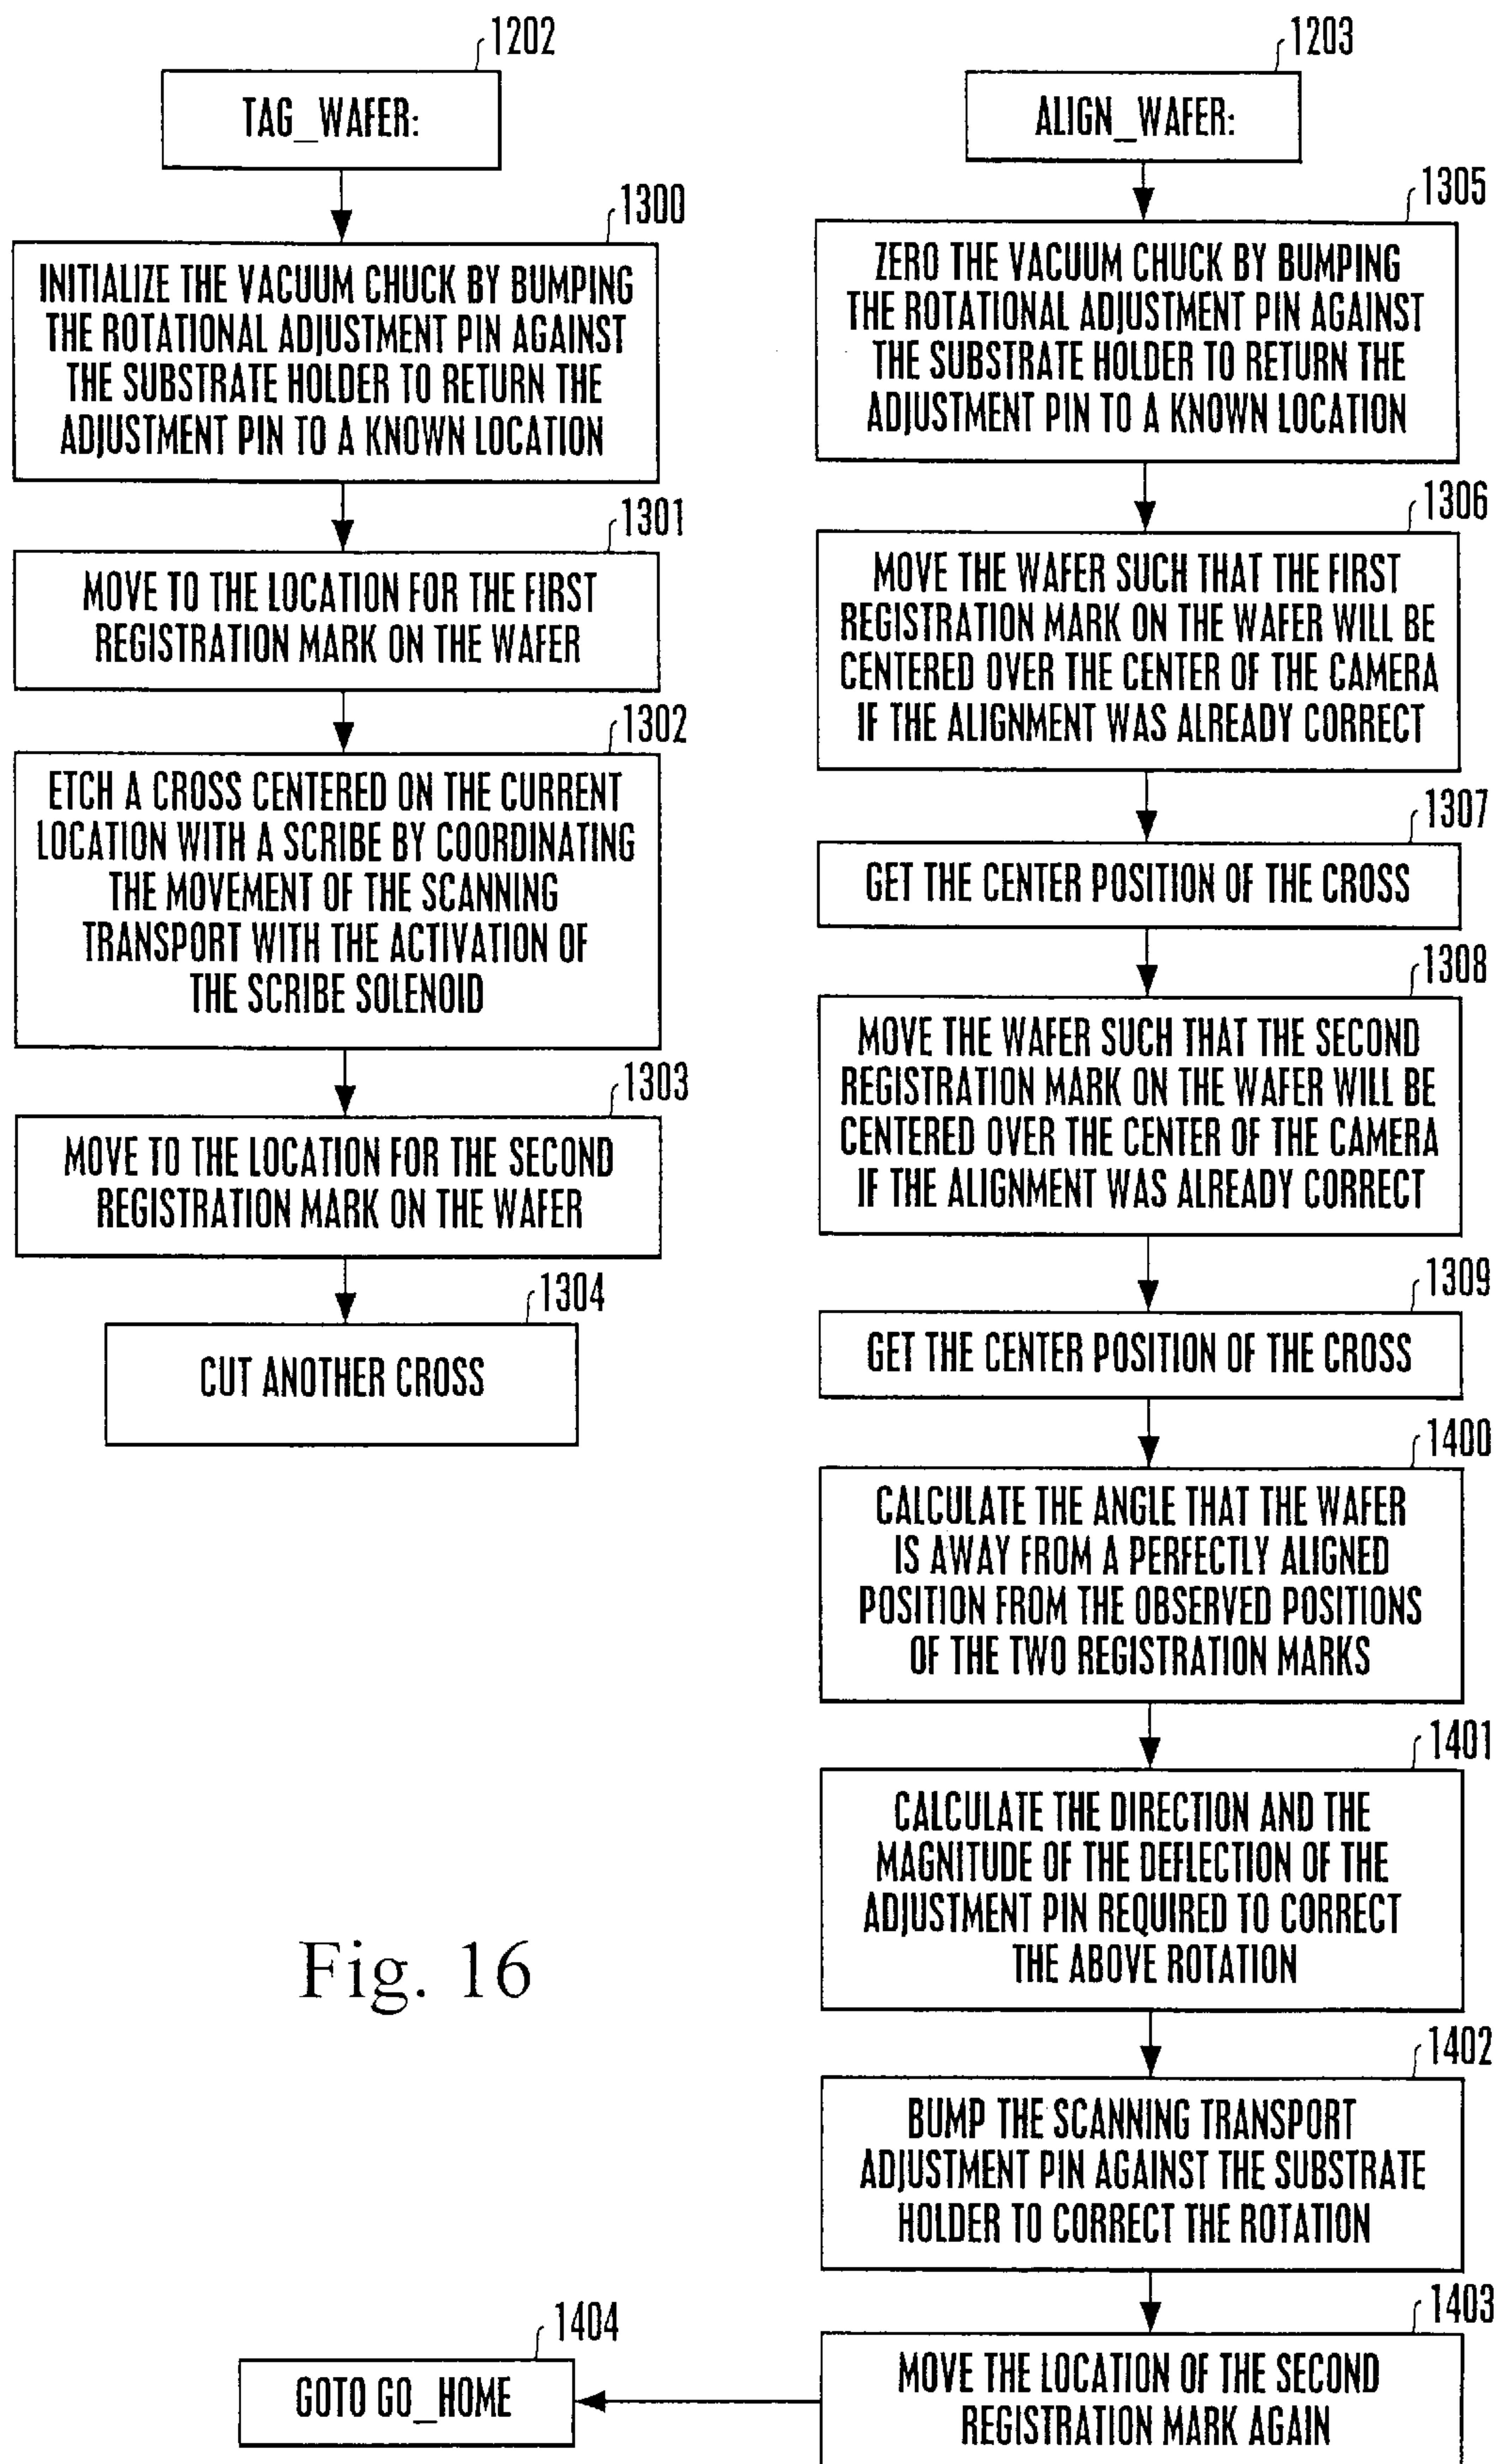 1202
TAG_WAFER:
1300
INITIALIZE THE VACUUM CHUCK BY BUMPING
THE ROTATIONAL ADJUSTMENT PIN AGAINST
THE SUBSTRATE HOLDER TO RETURN THE
ADJUSTMENT PIN TO A KNOWN LOCATION
1301
MOVE TO THE LOCATION FOR THE FIRST
REGISTRATION MARK ON THE WAFER
1302
ETCH A CROSS CENTERED ON THE CURRENT
LOCATION WITH A SCRIBE BY COORDINATING
THE MOVEMENT OF THE SCANNING
TRANSPORT WITH THE ACTIVATION OF
THE SCRIBE SOLENOID
1303
MOVE TO THE LOCATION FOR THE SECOND
REGISTRATION MARK ON THE WAFER
1304
CUT ANOTHER CROSS
1203
ALIGN_WAFER:
1305
ZERO THE VACUUM CHUCK BY BUMPING
THE ROTATIONAL ADJUSTMENT PIN AGAINST
THE SUBSTRATE HOLDER TO RETURN THE
ADJUSTMENT PIN TO A KNOWN LOCATION
1306
MOVE THE WAFER SUCH THAT THE FIRST
REGISTRATION MARK ON THE WAFER WILL BE
CENTERED OVER THE CENTER OF THE CAMERA
IF THE ALIGNMENT WAS ALREADY CORRECT
1307
GET THE CENTER POSITION OF THE CROSS
1308
MOVE THE WAFER SUCH THAT THE SECOND
REGISTRATION MARK ON THE WAFER WILL BE
CENTERED OVER THE CENTER OF THE CAMERA
IF THE ALIGNMENT WAS ALREADY CORRECT
1309
GET THE CENTER POSITION OF THE CROSS
1400
CALCULATE THE ANGLE THAT THE WAFER
IS AWAY FROM A PERFECTLY ALIGNED
POSITION FROM THE OBSERVED POSITIONS
OF THE TWO REGISTRATION MARKS
1401
CALCULATE THE DIRECTION AND THE
MAGNITUDE OF THE DEFLECTION OF THE
ADJUSTMENT PIN REQUIRED TO CORRECT
THE ABOVE ROTATION
1402
BUMP THE SCANNING TRANSPORT
ADJUSTMENT PIN AGAINST THE SUBSTRATE
HOLDER TO CORRECT THE ROTATION
1403
MOVE THE LOCATION OF THE SECOND
REGISTRATION MARK AGAIN
1404
GOTO GO_HOME
Fig. 16